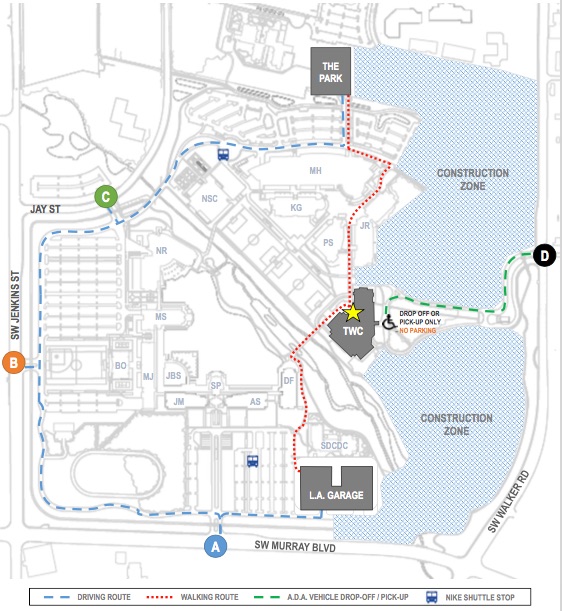 THE
PARK
CONSTRUCTION
ZONE
MH
NSC
KG
C
JAY ST
JR
PS
NR
D
SW JENKINS ST
DROP OFF OR
PICK-UP ONLY
NO PARKING
MS
TWC
B
BO
MJ
JBS
SP
DF
JM
AS
CONSTRUCTION
ZONE
SDCDC
L.A. GARAGE
SW WALKER RD
A
SW MURRAY BLVD
DRIVING ROUTE
WALKING ROUTE
A.D.A. VEHICLE DROP-OFF / PICK-UP
NIKE SHUTTLE STOP